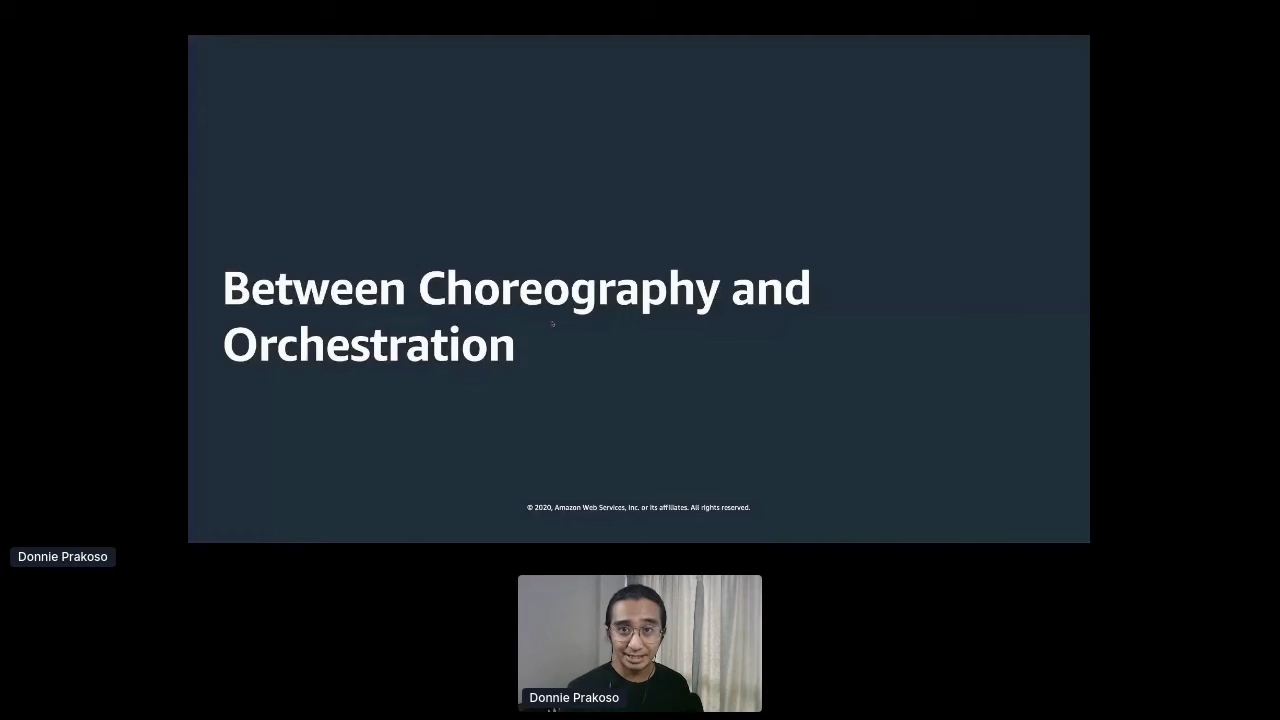 Between Choreography and
Orchestration
© 2020, Amazon Web Services, Inc. or its affiliates. All rights reserved.
Donnie Prakoso
Donnie Prakoso